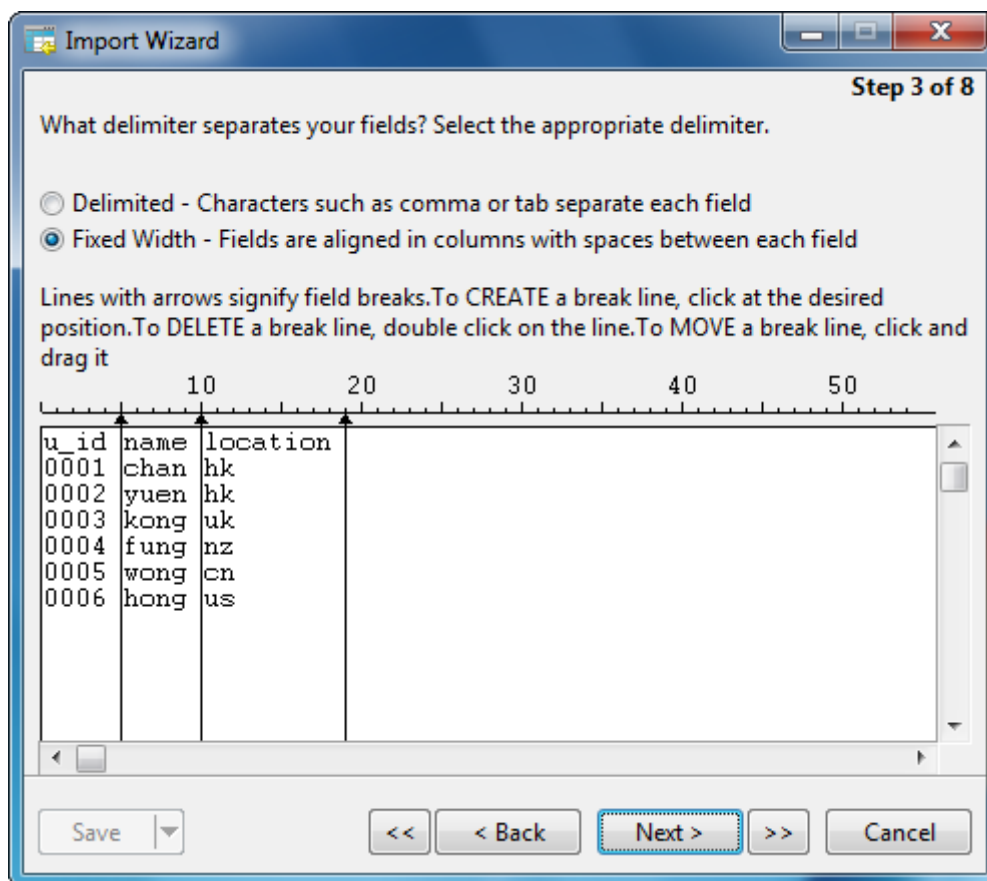 Import Wizard
Step 3 of 8
What delimiter separates your fields? Select the appropriate delimiter.
Delimited - Characters such as comma or tab separate each field
Fixed Width - Fields are aligned in columns with spaces between each field
Lines with arrows signify field breaks.To CREATE a break line, click at the desired
position.To DELETE a break line, double click on the line.To MOVE a break line, click and
drag it
10 20 30 40 50
u_id name location
0001 chan hk
0002 yuen hk
0003 kong uk
0004 fung nz
0005 wong cn
0006 hong us
Save << < Back Next > >> Cancel